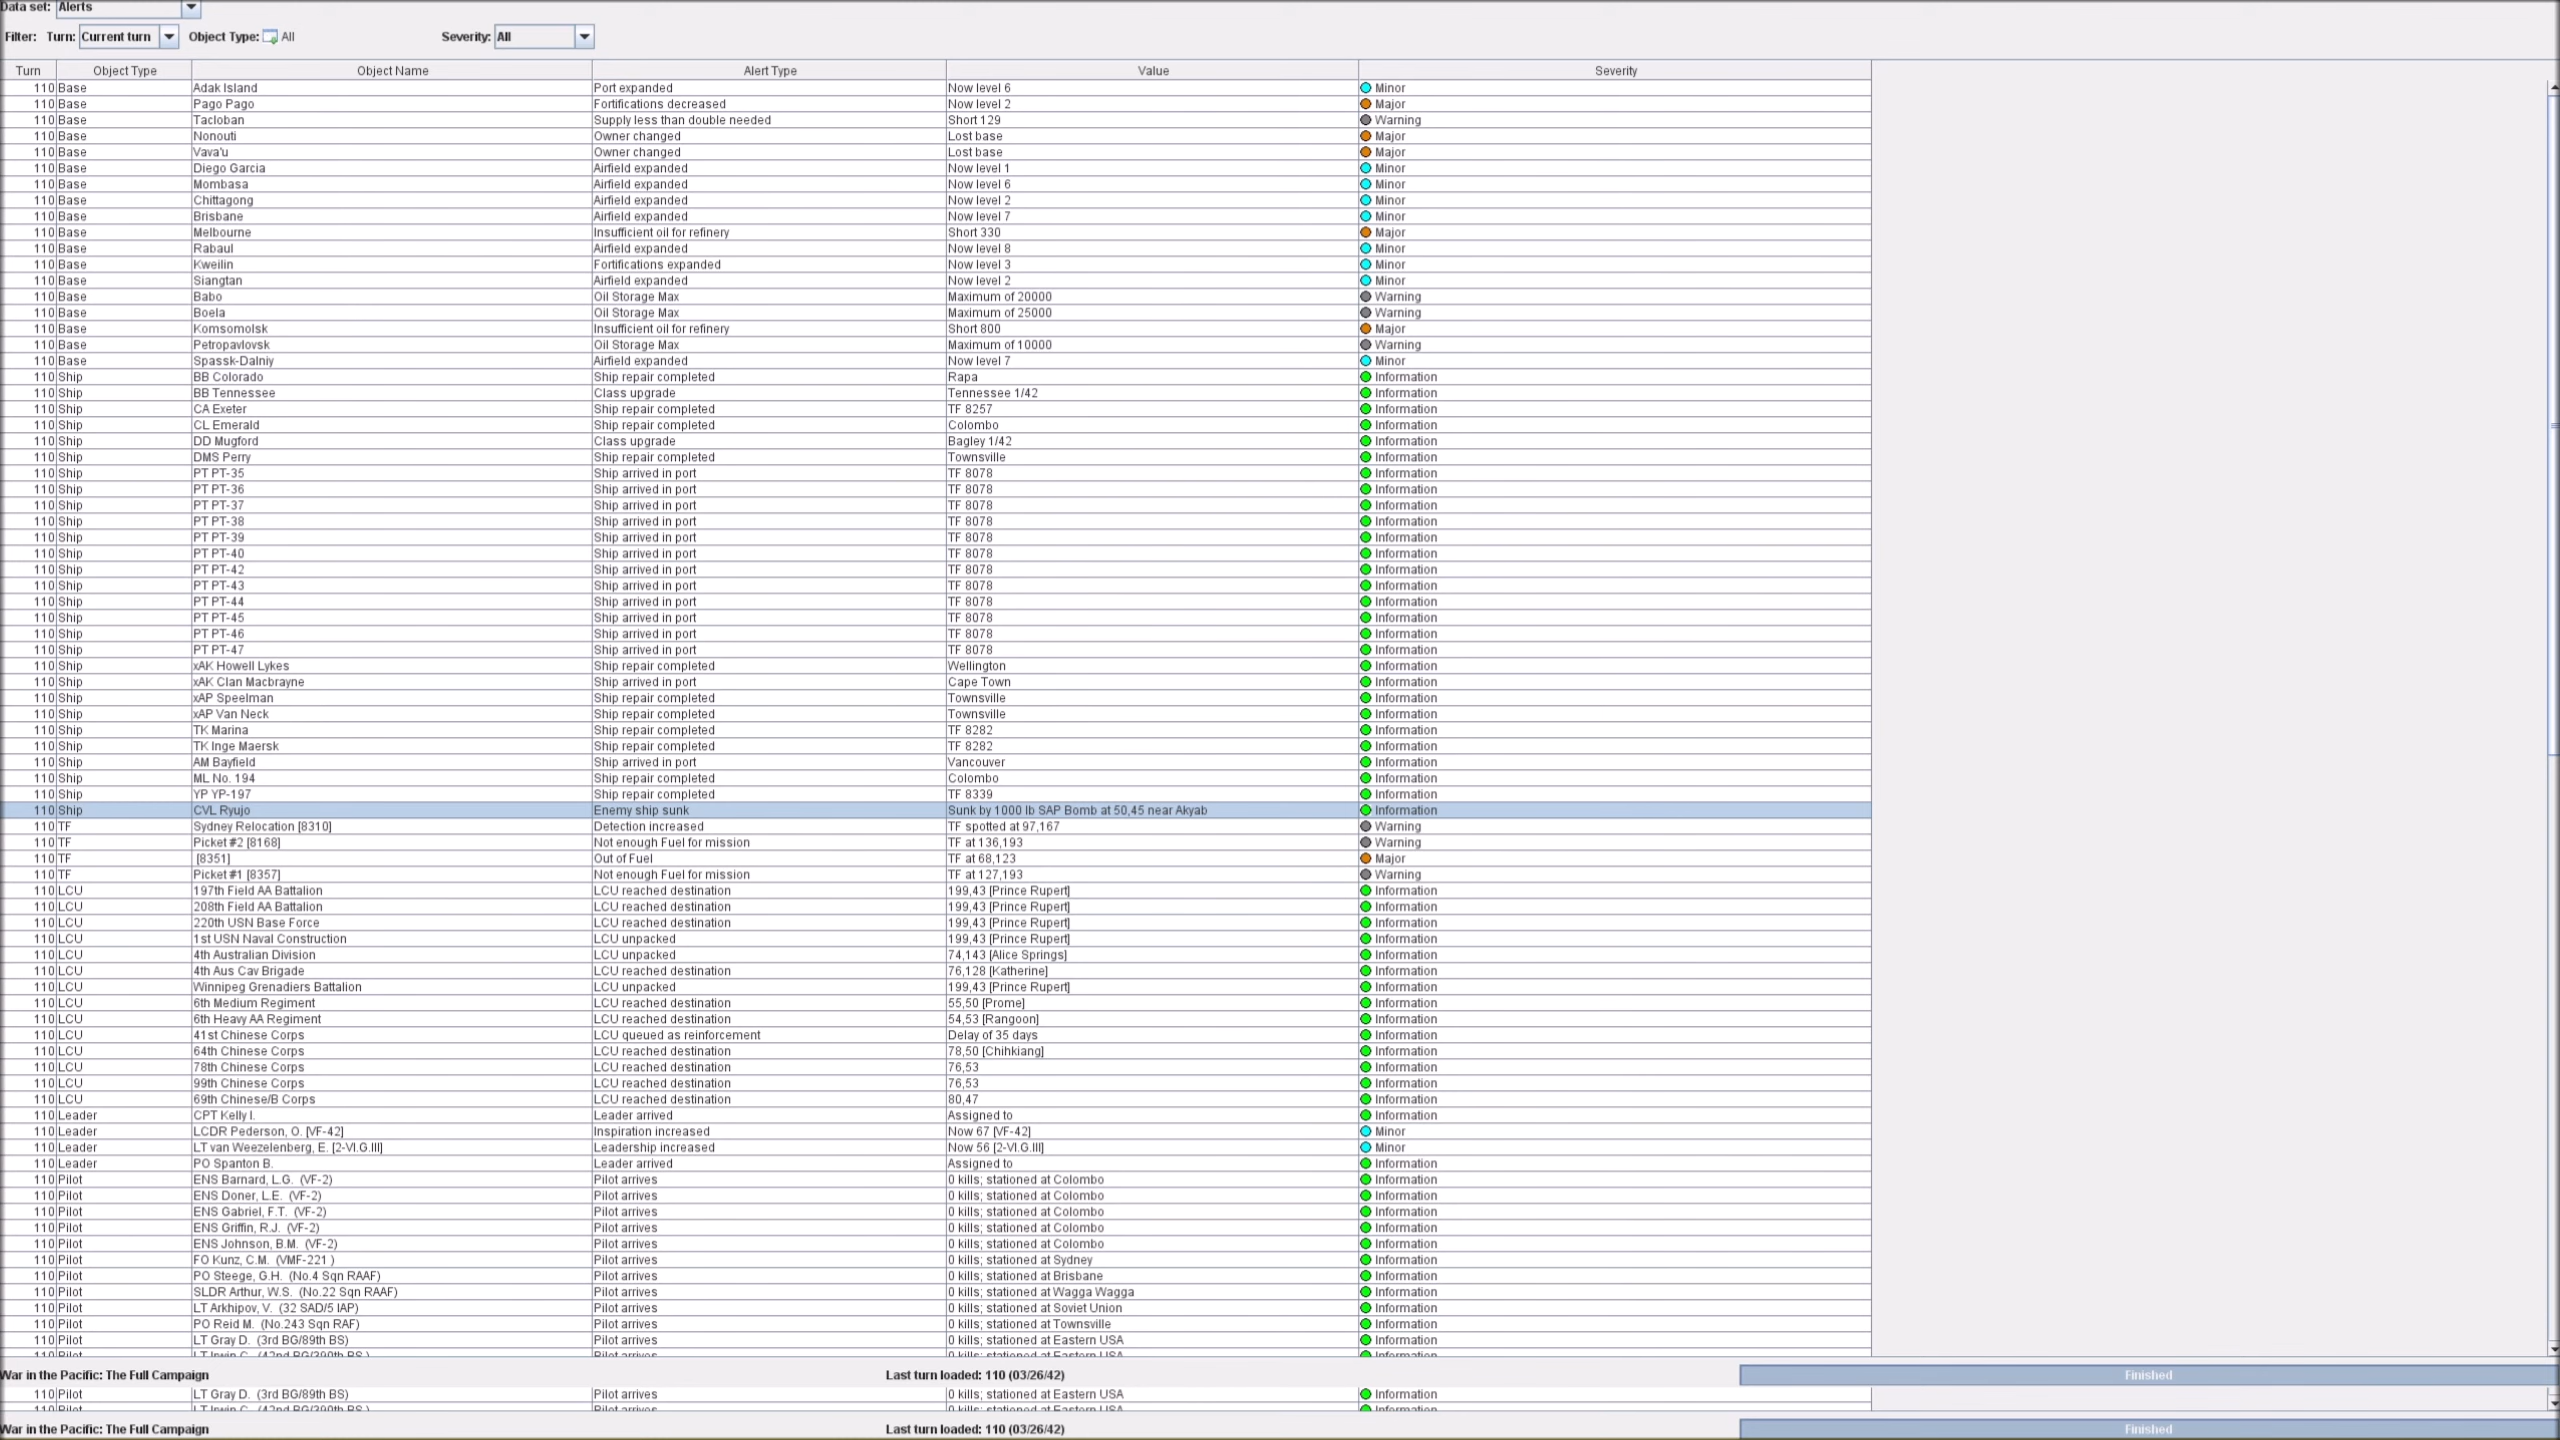 Data set: Alerts
Filter: Turn: Current turn Object Type: All Severity: All
Turn Object Type Object Name Alert Type Value Severity
110 Base Adak Island Port expanded Now level 6 Minor
110 Base Pago Pago Fortifications decreased Now level 2 Major
110 Base Tacloban Supply less than double needed Short 129 Warning
110 Base Nonouti Owner changed Lost base Major
110 Base Vava'u Owner changed Lost base Major
110 Base Diego Garcia Airfield expanded Now level 1 Minor
110 Base Mombasa Airfield expanded Now level 6 Minor
110 Base Chittagong Airfield expanded Now level 2 Minor
110 Base Brisbane Airfield expanded Now level 7 Minor
110 Base Melbourne Insufficient oil for refinery Short 330 Major
110 Base Rabaul Airfield expanded Now level 8 Minor
110 Base Kweilin Fortifications expanded Now level 3 Minor
110 Base Siangtan Airfield expanded Now level 2 Minor
110 Base Babo Oil Storage Max Maximum of 20000 Warning
110 Base Boela Oil Storage Max Maximum of 25000 Warning
110 Base Komsomolsk Insufficient oil for refinery Short 800 Major
110 Base Petropavlovsk Oil Storage Max Maximum of 10000 Warning
110 Base Spassk-Dalniy Airfield expanded Now level 7 Minor
110 Ship BB Colorado Ship repair completed Rapa Information
110 Ship BB Tennessee Class upgrade Tennessee 1/42 Information
110 Ship CA Exeter Ship repair completed TF 8257 Information
110 Ship CL Emerald Ship repair completed Colombo Information
110 Ship DD Mugford Class upgrade Bagley 1/42 Information
110 Ship DMS Perry Ship repair completed Townsville Information
110 Ship PT PT-35 Ship arrived in port TF 8078 Information
110 Ship PT PT-36 Ship arrived in port TF 8078 Information
110 Ship PT PT-37 Ship arrived in port TF 8078 Information
110 Ship PT PT-38 Ship arrived in port TF 8078 Information
110 Ship PT PT-39 Ship arrived in port TF 8078 Information
110 Ship PT PT-40 Ship arrived in port TF 8078 Information
110 Ship PT PT-42 Ship arrived in port TF 8078 Information
110 Ship PT PT-43 Ship arrived in port TF 8078 Information
110 Ship PT PT-44 Ship arrived in port TF 8078 Information
110 Ship PT PT-45 Ship arrived in port TF 8078 Information
110 Ship PT PT-46 Ship arrived in port TF 8078 Information
110 Ship PT PT-47 Ship arrived in port TF 8078 Information
110 Ship xAK Howell Lykes Ship repair completed Wellington Information
110 Ship xAK Clan Macbrayne Ship arrived in port Cape Town Information
110 Ship xAP Speelman Ship repair completed Townsville Information
110 Ship xAP Van Neck Ship repair completed Townsville Information
110 Ship TK Marina Ship repair completed TF 8282 Information
110 Ship TK Inge Maersk Ship repair completed TF 8282 Information
110 Ship AM Bayfield Ship arrived in port Vancouver Information
110 Ship ML No. 194 Ship repair completed Colombo Information
110 Ship YP YP-197 Ship repair completed TF 8339 Information
110 Ship CVL Ryujo Enemy ship sunk Sunk by 1000 lb SAP Bomb at 50,45 near Akyab Information
110 TF Sydney Relocation [8310] Detection increased TF spotted at 97,167 Warning
110 TF Picket #2 [8168] Not enough Fuel for mission TF at 136,193 Warning
110 TF [8351] Out of Fuel TF at 68,123 Major
110 TF Picket #1 [8357] Not enough Fuel for mission TF at 127,193 Warning
110 LCU 197th Field AA Battalion LCU reached destination 199,43 [Prince Rupert] Information
110 LCU 208th Field AA Battalion LCU reached destination 199,43 [Prince Rupert] Information
110 LCU 220th USN Base Force LCU reached destination 199,43 [Prince Rupert] Information
110 LCU 1st USN Naval Construction LCU unpacked 199,43 [Prince Rupert] Information
110 LCU 4th Australian Division LCU unpacked 74,143 [Alice Springs] Information
110 LCU 4th Aus Cav Brigade LCU reached destination 76,128 [Katherine] Information
110 LCU Winnipeg Grenadiers Battalion LCU unpacked 199,43 [Prince Rupert] Information
110 LCU 6th Medium Regiment LCU reached destination 55,50 [Prome] Information
110 LCU 6th Heavy AA Regiment LCU reached destination 54,53 [Rangoon] Information
110 LCU 41st Chinese Corps LCU queued as reinforcement Delay of 35 days Information
110 LCU 64th Chinese Corps LCU reached destination 78,50 [Chihkiang] Information
110 LCU 78th Chinese Corps LCU reached destination 76,53 Information
110 LCU 99th Chinese Corps LCU reached destination 76,53 Information
110 LCU 69th Chinese/B Corps LCU reached destination 80,47 Information
110 Leader CPT Kelly I. Leader arrived Assigned to Information
110 Leader LCDR Pederson, O. [VF-42] Inspiration increased Now 67 [VF-42] Minor
110 Leader LT van Weezelenberg, E. [2-Vl.G.III] Leadership increased Now 56 [2-Vl.G.III] Minor
110 Leader PO Spanton B. Leader arrived Assigned to Information
110 Pilot ENS Barnard, L.G. (VF-2) Pilot arrives 0 kills; stationed at Colombo Information
110 Pilot ENS Doner, L.E. (VF-2) Pilot arrives 0 kills; stationed at Colombo Information
110 Pilot ENS Gabriel, F.T. (VF-2) Pilot arrives 0 kills; stationed at Colombo Information
110 Pilot ENS Griffin, R.J. (VF-2) Pilot arrives 0 kills; stationed at Colombo Information
110 Pilot ENS Johnson, B.M. (VF-2) Pilot arrives 0 kills; stationed at Colombo Information
110 Pilot FO Kunz, C.M. (VMF-221 ) Pilot arrives 0 kills; stationed at Sydney Information
110 Pilot PO Steege, G.H. (No.4 Sqn RAAF) Pilot arrives 0 kills; stationed at Brisbane Information
110 Pilot SLDR Arthur, W.S. (No.22 Sqn RAAF) Pilot arrives 0 kills; stationed at Wagga Wagga Information
110 Pilot LT Arkhipov, V. (32 SAD/5 IAP) Pilot arrives 0 kills; stationed at Soviet Union Information
110 Pilot PO Reid M. (No.243 Sqn RAF) Pilot arrives 0 kills; stationed at Townsville Information
110 Pilot LT Gray D. (3rd BG/89th BS) Pilot arrives 0 kills; stationed at Eastern USA Information
110 Pilot Pilot arrives 0 kills; stationed at Eastern USA Information
War in the Pacific: The Full Campaign Last turn loaded: 110 (03/26/42) Finished
110 Pilot LT Gray D. (3rd BG/89th BS) Pilot arrives 0 kills; stationed at Eastern USA Information
110 Pilot Pilot arrives 0 kills; stationed at Eastern USA Information
War in the Pacific: The Full Campaign Last turn loaded: 110 (03/26/42) Finished